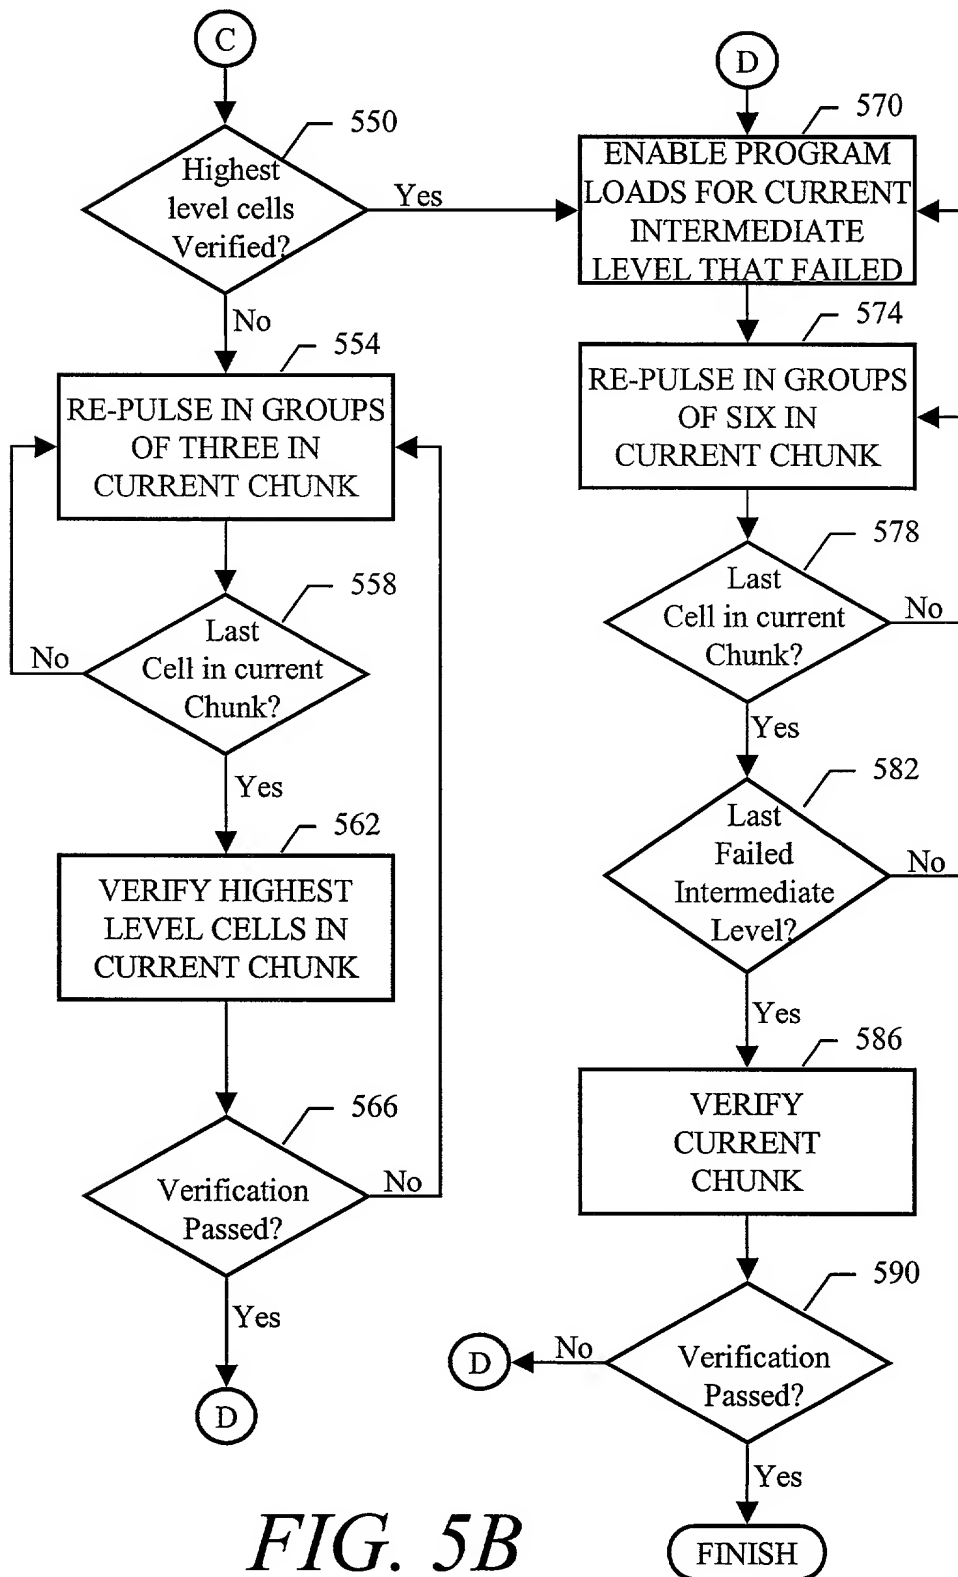 C
550
Highest
level cells
Verified?
Yes
No
554
RE-PULSE IN GROUPS
OF THREE IN
CURRENT CHUNK
558
Last
Cell in current
Chunk?
No
Yes
562
VERIFY HIGHEST
LEVEL CELLS IN
CURRENT CHUNK
566
Verification
Passed?
No
Yes
D
D
570
ENABLE PROGRAM
LOADS FOR CURRENT
INTERMEDIATE
LEVEL THAT FAILED
574
RE-PULSE IN GROUPS
OF SIX IN
CURRENT CHUNK
578
Last
Cell in current
Chunk?
No
Yes
582
Last
Failed
Intermediate
Level?
No
Yes
586
VERIFY
CURRENT
CHUNK
590
Verification
Passed?
No
D
Yes
FINISH
FIG. 5B